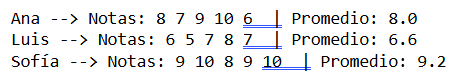 Ana --> Notas: 8 7 9 10 6 | Promedio: 8.0
Luis --> Notas: 6 5 7 8 7 | Promedio: 6.6
Sofía --> Notas: 9 10 8 9 10 | Promedio: 9.2